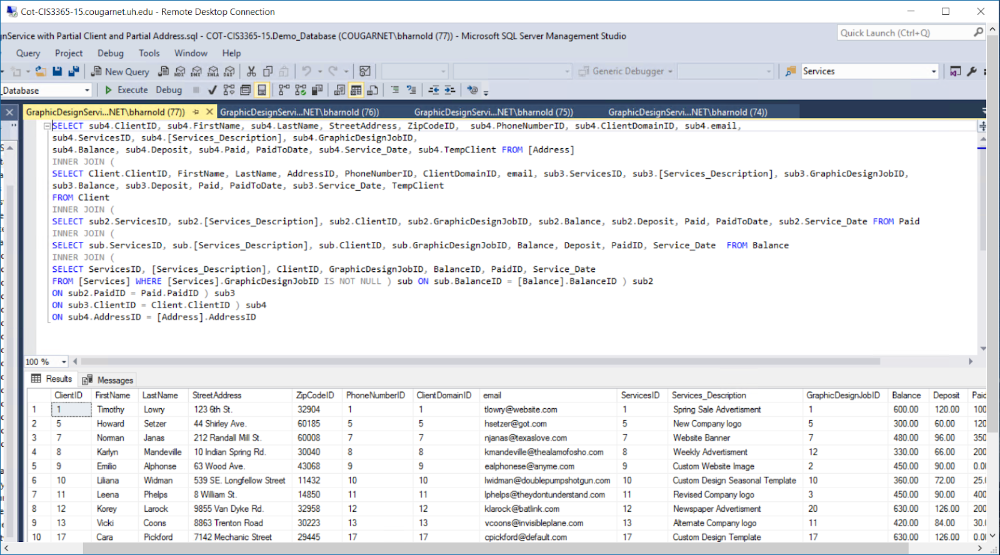 Cot-CIS3365-15.cougarnet.uh.edu - Remote Desktop Connection
nService with Partial Client and Partial Address.sql - COT-CIS3365-15.Demo_Database (COUGARNET\bharnold (77)) - Microsoft SQL Server Management Studio
Quick Launch (Ctrl+Q)
Query Project Debug Tools Window Help
New Query Generic Debugger Services
_Database Execute Debug
GraphicDesignServi...NET\bharnold (77)) GraphicDesignServi...NET\bharnold (76)) GraphicDesignServi...NET\bharnold (75)) GraphicDesignServi...NET\bharnold (74))
SELECT sub4.ClientID, sub4.FirstName, sub4.LastName, StreetAddress, ZipCodeID, sub4.PhoneNumberID, sub4.ClientDomainID, sub4.email,
sub4.ServicesID, sub4.[Services_Description], sub4.GraphicDesignJobID,
sub4.Balance, sub4.Deposit, sub4.Paid, PaidToDate, sub4.Service_Date, sub4.TempClient FROM [Address]
INNER JOIN (
SELECT Client.ClientID, FirstName, LastName, AddressID, PhoneNumberID, ClientDomainID, email, sub3.ServicesID, sub3.[Services_Description], sub3.GraphicDesignJobID,
sub3.Balance, sub3.Deposit, Paid, PaidToDate, sub3.Service_Date, TempClient
FROM Client
INNER JOIN (
SELECT sub2.ServicesID, sub2.[Services_Description], sub2.ClientID, sub2.GraphicDesignJobID, sub2.Balance, sub2.Deposit, Paid, PaidToDate, sub2.Service_Date FROM Paid
INNER JOIN (
SELECT sub.ServicesID, sub.[Services_Description], sub.ClientID, sub.GraphicDesignJobID, Balance, Deposit, PaidID, Service_Date FROM Balance
INNER JOIN (
SELECT ServicesID, [Services_Description], ClientID, GraphicDesignJobID, BalanceID, PaidID, Service_Date
FROM [Services] WHERE [Services].GraphicDesignJobID IS NOT NULL ) sub ON sub.BalanceID = [Balance].BalanceID ) sub2
ON sub2.PaidID = Paid.PaidID ) sub3
ON sub3.ClientID = Client.ClientID ) sub4
ON sub4.AddressID = [Address].AddressID
100 %
Results Messages
ClientID FirstName LastName StreetAddress ZipCodeID PhoneNumberID ClientDomainID email ServicesID Services_Description GraphicDesignJobID Balance Deposit Paid
1 1 Timothy Lowry 123 6th St. 32904 1 1 tlowry@website.com 1 Spring Sale Advertisment 1 600.00 120.00 100
2 5 Howard Setzer 44 Shirley Ave. 60185 5 5 hsetzer@got.com 5 New Company logo 5 300.00 60.00 120
3 7 Norman Janas 212 Randall Mill St. 60008 7 7 njanas@texaslove.com 7 Website Banner 7 480.00 96.00 350
4 8 Karlyn Mandeville 10 Indian Spring Rd. 30040 8 8 kmandeville@thealamofosho.com 8 Weekly Advertisment 12 330.00 66.00 200
5 9 Emilio Alphonse 63 Wood Ave. 43068 9 9 ealphonese@anyme.com 9 Custom Website Image 2 450.00 90.00 0.00
6 10 Liliana Widman 539 SE. Longfellow Street 11432 10 10 lwidman@doublepumpshotgun.com 10 Custom Design Seasonal Template 10 360.00 72.00 25.0
7 11 Leena Phelps 8 William St. 14850 11 11 lphelps@theydontunderstand.com 11 Revised Company logo 3 450.00 90.00 400
8 12 Korey Larock 9855 Van Dyke Rd. 32958 12 12 klarock@batlink.com 12 Newspaper Advertisment 20 630.00 126.00 200
9 13 Vicki Coons 8863 Trenton Road 30223 13 13 vcoons@invisibleplane.com 13 Alternate Company logo 11 420.00 84.00 30.0
10 17 Cara Pickford 7142 Mechanic Street 29445 17 17 cpickford@default.com 17 Custom Design Template 17 630.00 126.00 0.00